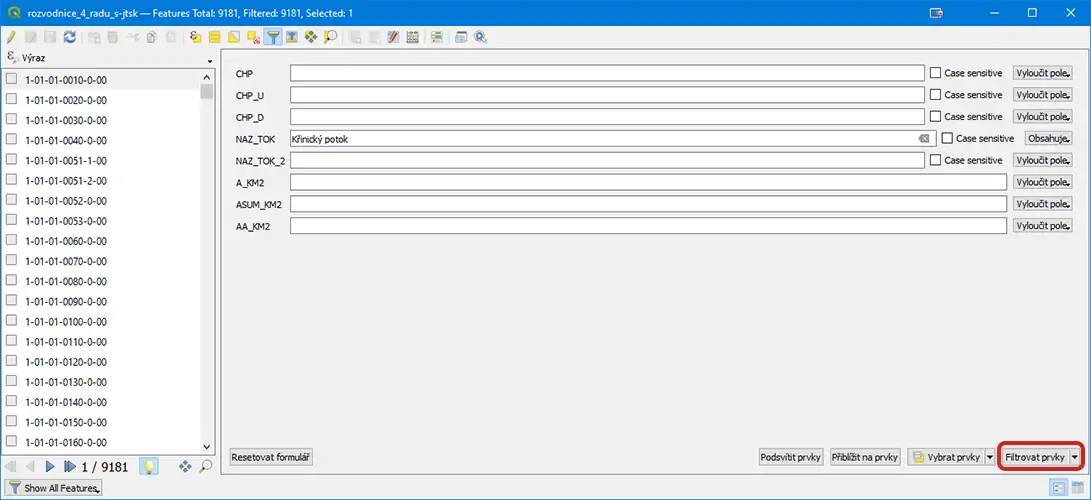 rozvodnice_4_radu_s-jtsk — Features Total: 9181, Filtered: 9181, Selected: 1
Výraz
1-01-01-0010-0-00
1-01-01-0020-0-00
1-01-01-0030-0-00
1-01-01-0040-0-00
1-01-01-0051-1-00
1-01-01-0051-2-00
1-01-01-0052-0-00
1-01-01-0053-0-00
1-01-01-0060-0-00
1-01-01-0070-0-00
1-01-01-0080-0-00
1-01-01-0090-0-00
1-01-01-0100-0-00
1-01-01-0110-0-00
1-01-01-0120-0-00
1-01-01-0130-0-00
1-01-01-0140-0-00
1-01-01-0150-0-00
1-01-01-0160-0-00
1 / 9181
Show All Features
CHP Case sensitive Vyloučit pole
CHP_U Case sensitive Vyloučit pole
CHP_D Case sensitive Vyloučit pole
NAZ_TOK Křinický potok Case sensitive Obsahuje
NAZ_TOK_2 Case sensitive Vyloučit pole
A_KM2 Vyloučit pole
ASUM_KM2 Vyloučit pole
AA_KM2 Vyloučit pole
Resetovat formulář Podsvítit prvky Přiblížit na prvky Vybrat prvky Filtrovat prvky